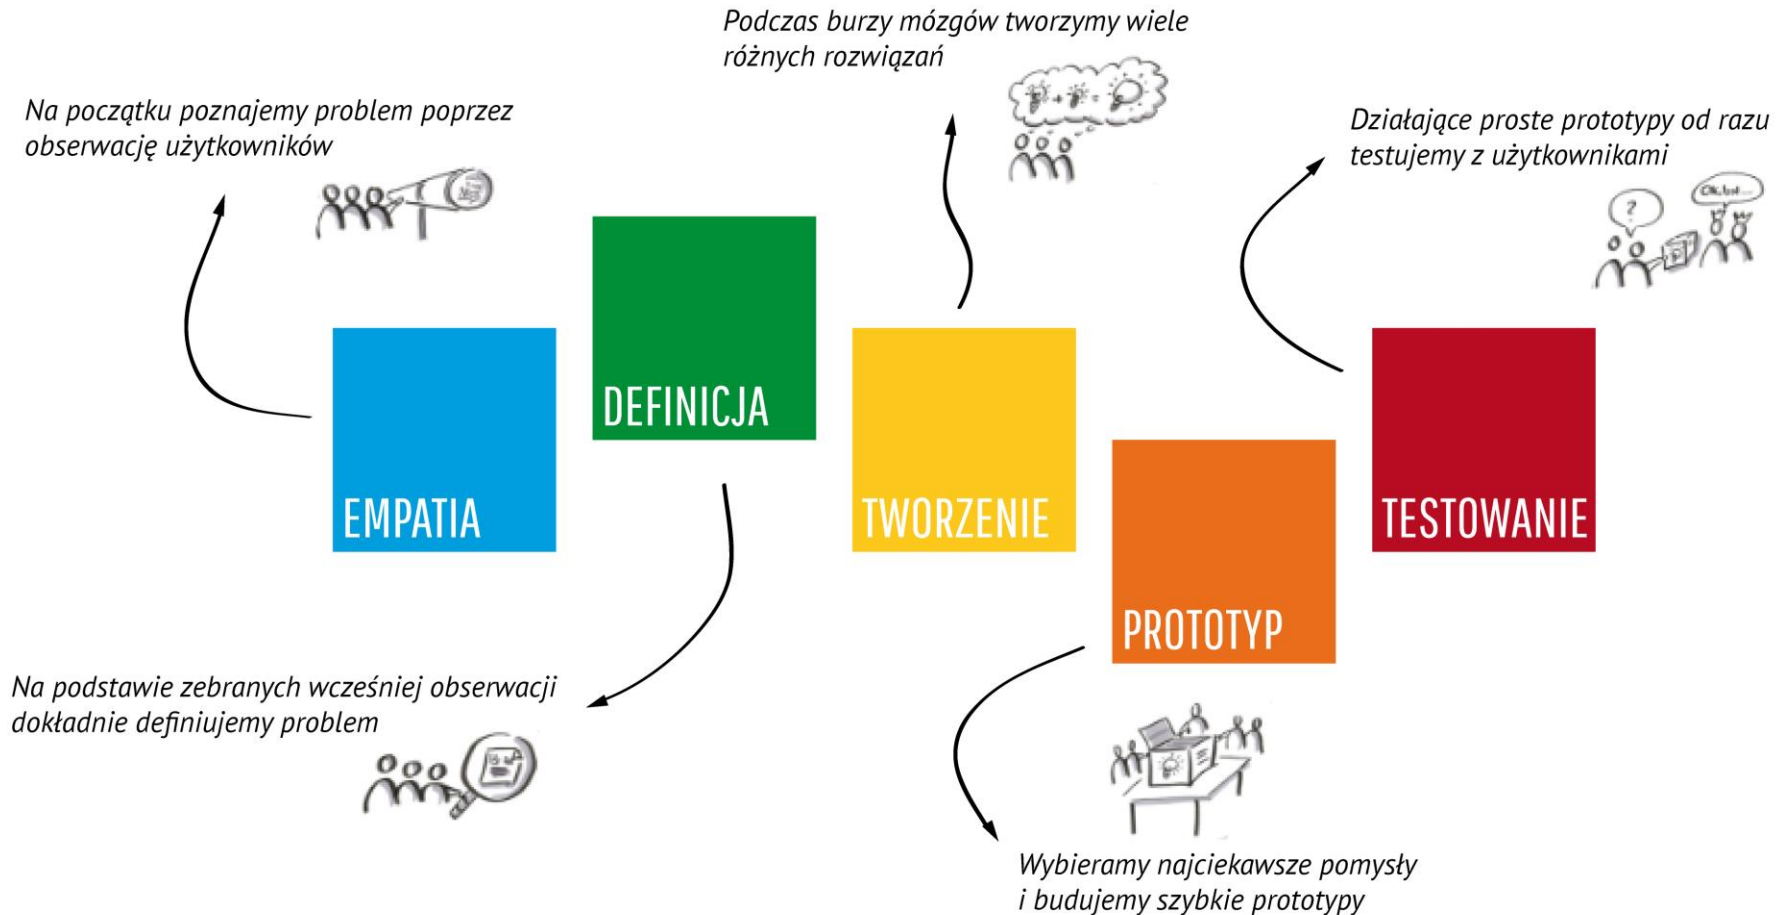 Podczas burzy mózgów tworzymy wiele
różnych rozwiązań
Na początku poznajemy problem poprzez
obserwację użytkowników
Działające proste prototypy od razu
testujemy z użytkownikami
?
DEFINICJA
EMPATIA
TWORZENIE
TESTOWANIE
PROTOTYP
Na podstawie zebranych wcześniej obserwacji
dokładnie definiujemy problem
Wybieramy najciekawsze pomysły
i budujemy szybkie prototypy